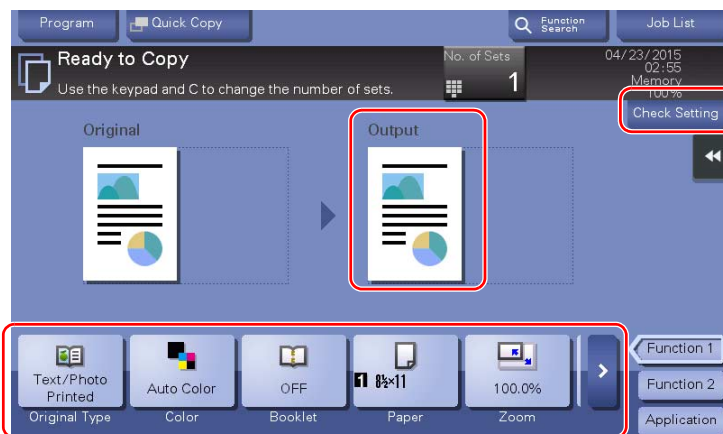 Program
Quick Copy
Function
Search
Job List
Ready to Copy
No. of Sets
04/23/2015
02:55
Use the keypad and C to change the number of sets.
1
Memory
100%
Check Setting
Original
Output
Text/Photo
Printed
Auto Color
OFF
1 8½×11
100.0%
Original Type
Color
Booklet
Paper
Zoom
Function 1
Function 2
Application